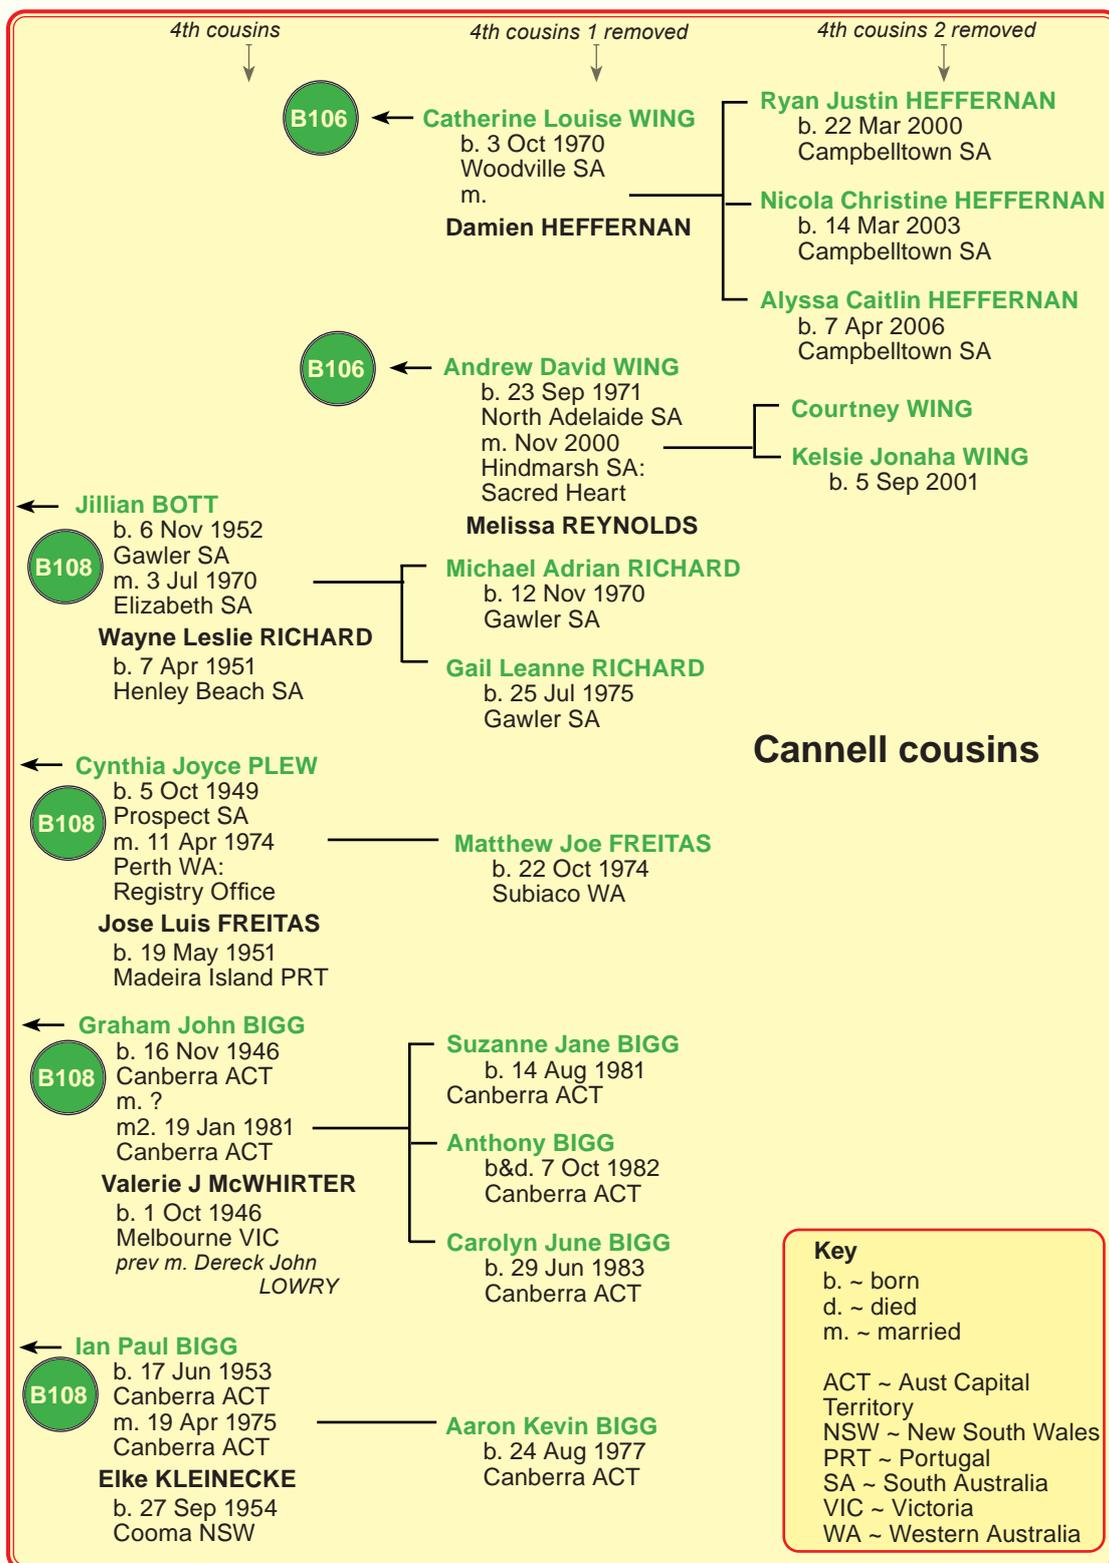 4th cousins
4th cousins 1 removed
4th cousins 2 removed
B106
Catherine Louise WING
b. 3 Oct 1970
Woodville SA
m.
Damien HEFFERNAN
Ryan Justin HEFFERNAN
b. 22 Mar 2000
Campbelltown SA
Nicola Christine HEFFERNAN
b. 14 Mar 2003
Campbelltown SA
Alyssa Caitlin HEFFERNAN
b. 7 Apr 2006
Campbelltown SA
B106
Andrew David WING
b. 23 Sep 1971
North Adelaide SA
m. Nov 2000
Hindmarsh SA:
Sacred Heart
Melissa REYNOLDS
Courtney WING
Kelsie Jonaha WING
b. 5 Sep 2001
Jillian BOTT
B108
b. 6 Nov 1952
Gawler SA
m. 3 Jul 1970
Elizabeth SA
Wayne Leslie RICHARD
b. 7 Apr 1951
Henley Beach SA
Michael Adrian RICHARD
b. 12 Nov 1970
Gawler SA
Gail Leanne RICHARD
b. 25 Jul 1975
Gawler SA
Cannell cousins
Cynthia Joyce PLEW
B108
b. 5 Oct 1949
Prospect SA
m. 11 Apr 1974
Perth WA:
Registry Office
Jose Luis FREITAS
b. 19 May 1951
Madeira Island PRT
Matthew Joe FREITAS
b. 22 Oct 1974
Subiaco WA
Graham John BIGG
B108
b. 16 Nov 1946
Canberra ACT
m. ?
m2. 19 Jan 1981
Canberra ACT
Valerie J McWHIRTER
b. 1 Oct 1946
Melbourne VIC
prev m. Dereck John
LOWRY
Suzanne Jane BIGG
b. 14 Aug 1981
Canberra ACT
Anthony BIGG
b&d. 7 Oct 1982
Canberra ACT
Carolyn June BIGG
b. 29 Jun 1983
Canberra ACT
Ian Paul BIGG
B108
b. 17 Jun 1953
Canberra ACT
m. 19 Apr 1975
Canberra ACT
Elke KLEINECKE
b. 27 Sep 1954
Cooma NSW
Aaron Kevin BIGG
b. 24 Aug 1977
Canberra ACT
Key
b. ~ born
d. ~ died
m. ~ married
ACT ~ Aust Capital
Territory
NSW ~ New South Wales
PRT ~ Portugal
SA ~ South Australia
VIC ~ Victoria
WA ~ Western Australia